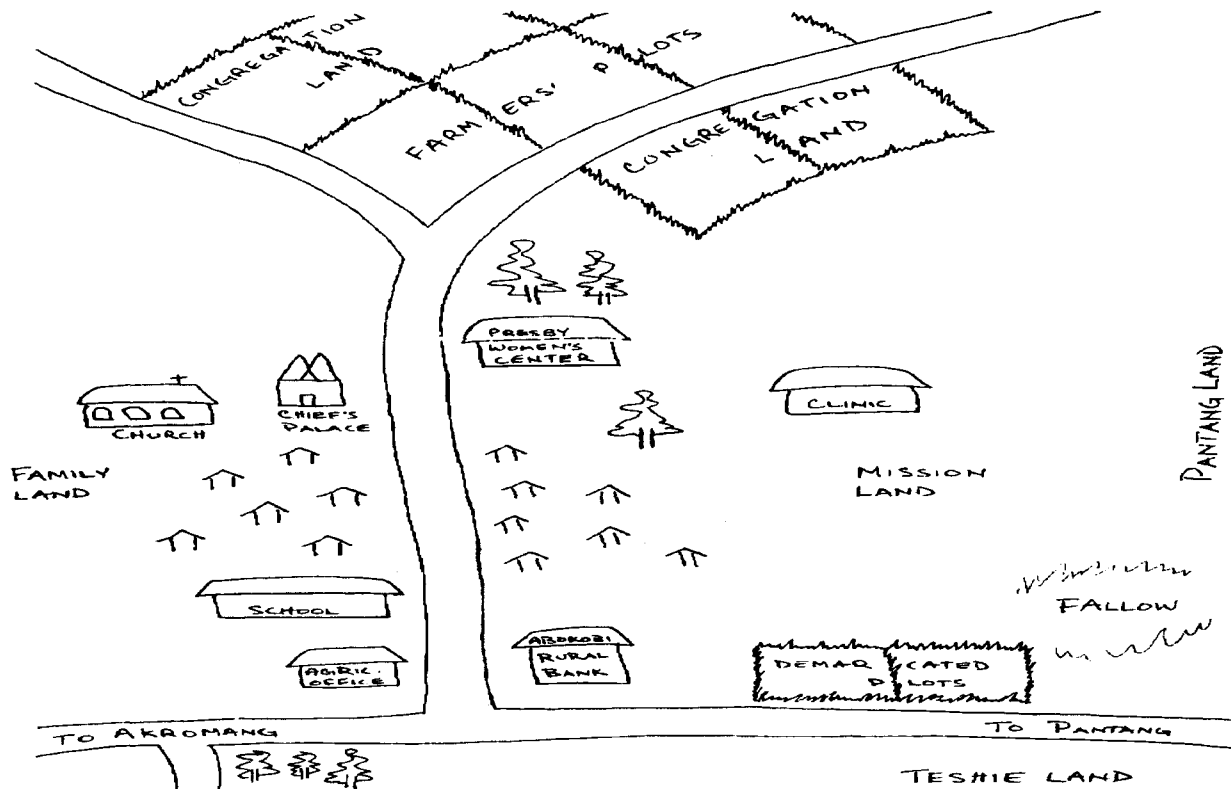 CONGREGATION
LAND
FARMERS' PLOTS
CONGREGATION
LAND
PRESBY
WOMEN'S
CENTER
CHURCH
CHIEF'S
PALACE
CLINIC
PANTANG LAND
FAMILY
LAND
MISSION
LAND
SCHOOL
FALLOW
AGRIC.
OFFICE
ABOKOBI
RURAL
BANK
DEMARCATED
D LOTS
TO AKROMANG
TO PANTANG
TESHIE LAND